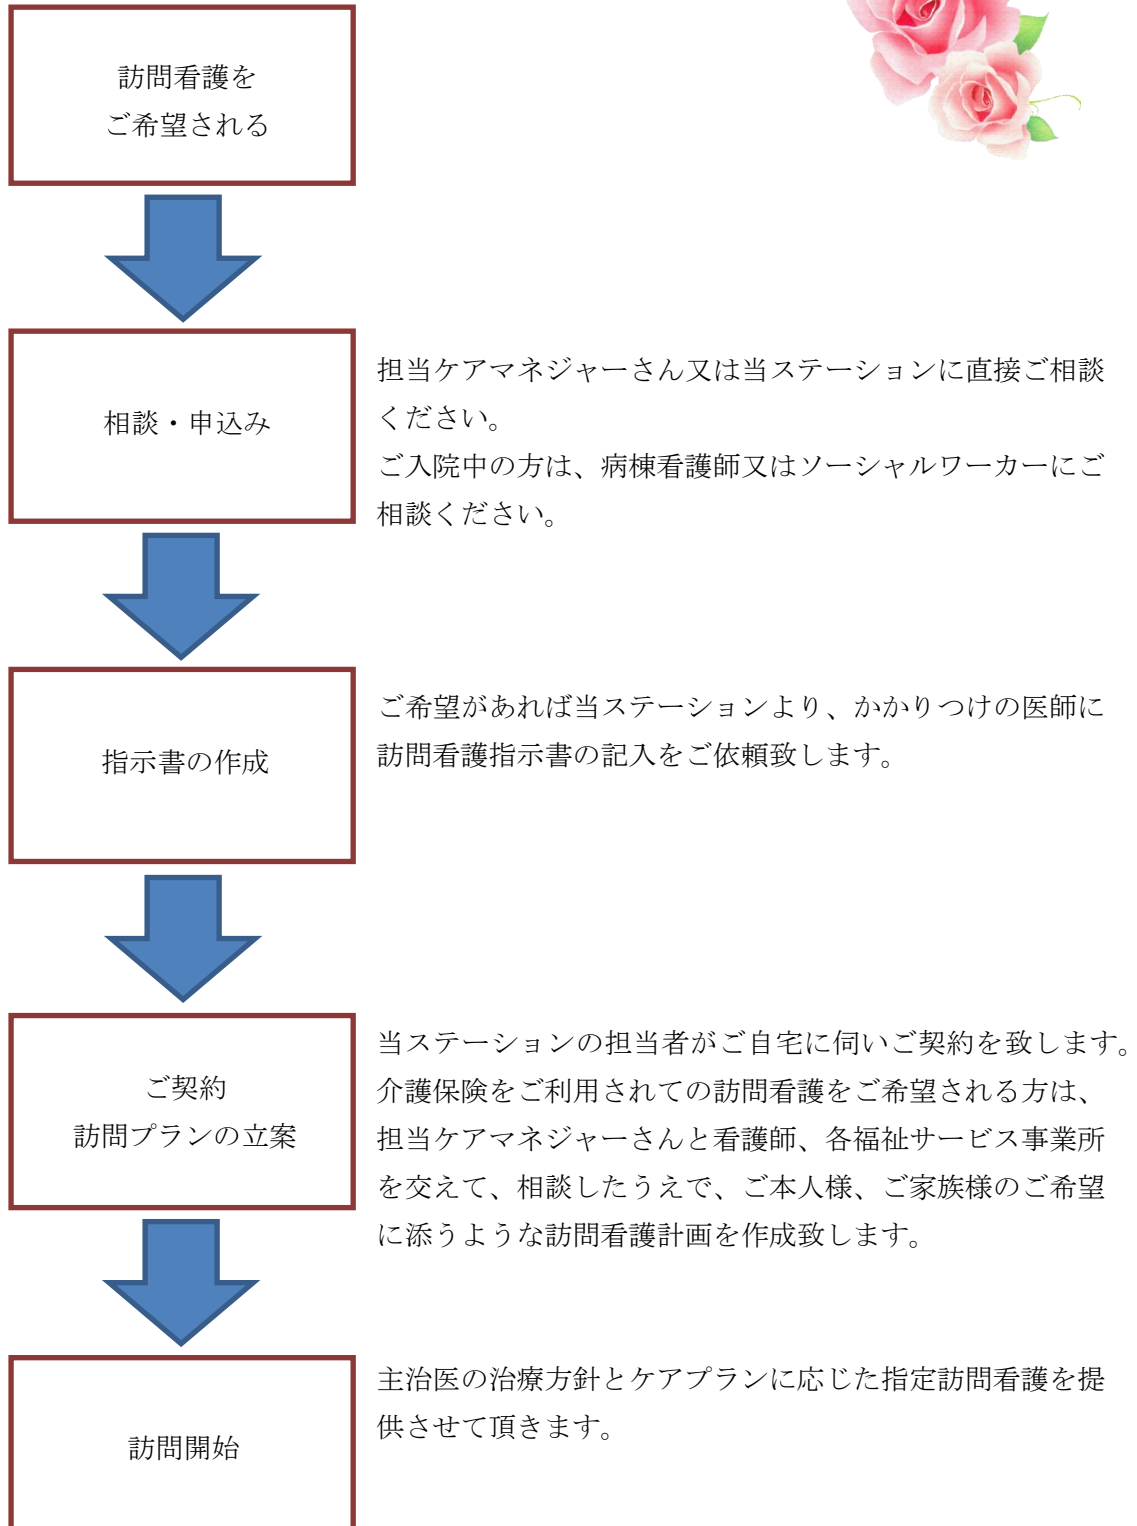 訪問看護を
ご希望される
相談・申込み
担当ケアマネジャーさん又は当ステーションに直接ご相談
ください。
ご入院中の方は、病棟看護師又はソーシャルワーカーにご
相談ください。
指示書の作成
ご希望があれば当ステーションより、かかりつけの医師に
訪問看護指示書の記入をご依頼致します。
ご契約
訪問プランの立案
当ステーションの担当者がご自宅に伺いご契約を致します。
介護保険をご利用されての訪問看護をご希望される方は、
担当ケアマネジャーさんと看護師、各福祉サービス事業所
を交えて、相談したうえで、ご本人様、ご家族様のご希望
に添うような訪問看護計画を作成致します。
訪問開始
主治医の治療方針とケアプランに応じた指定訪問看護を提
供させて頂きます。